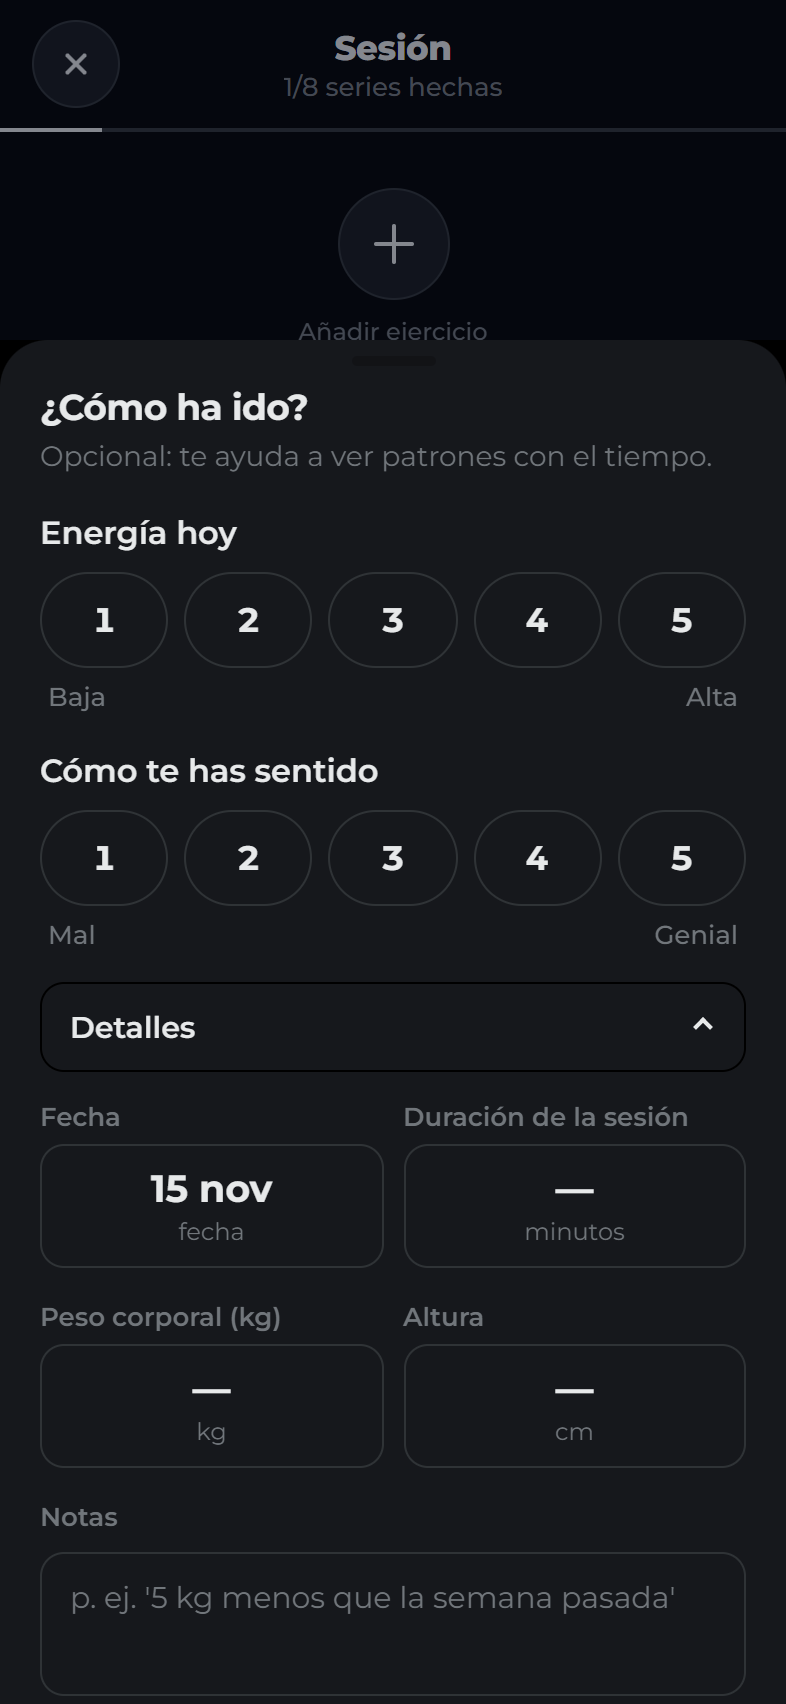 Sesión
1/8 series hechas
Añadir ejercicio
¿Cómo ha ido?
Opcional: te ayuda a ver patrones con el tiempo.
Energía hoy
1 2 3 4 5
Baja Alta
Cómo te has sentido
1 2 3 4 5
Mal Genial
Detalles
Fecha Duración de la sesión
15 nov —
fecha minutos
Peso corporal (kg) Altura
— —
kg cm
Notas
p. ej. '5 kg menos que la semana pasada'